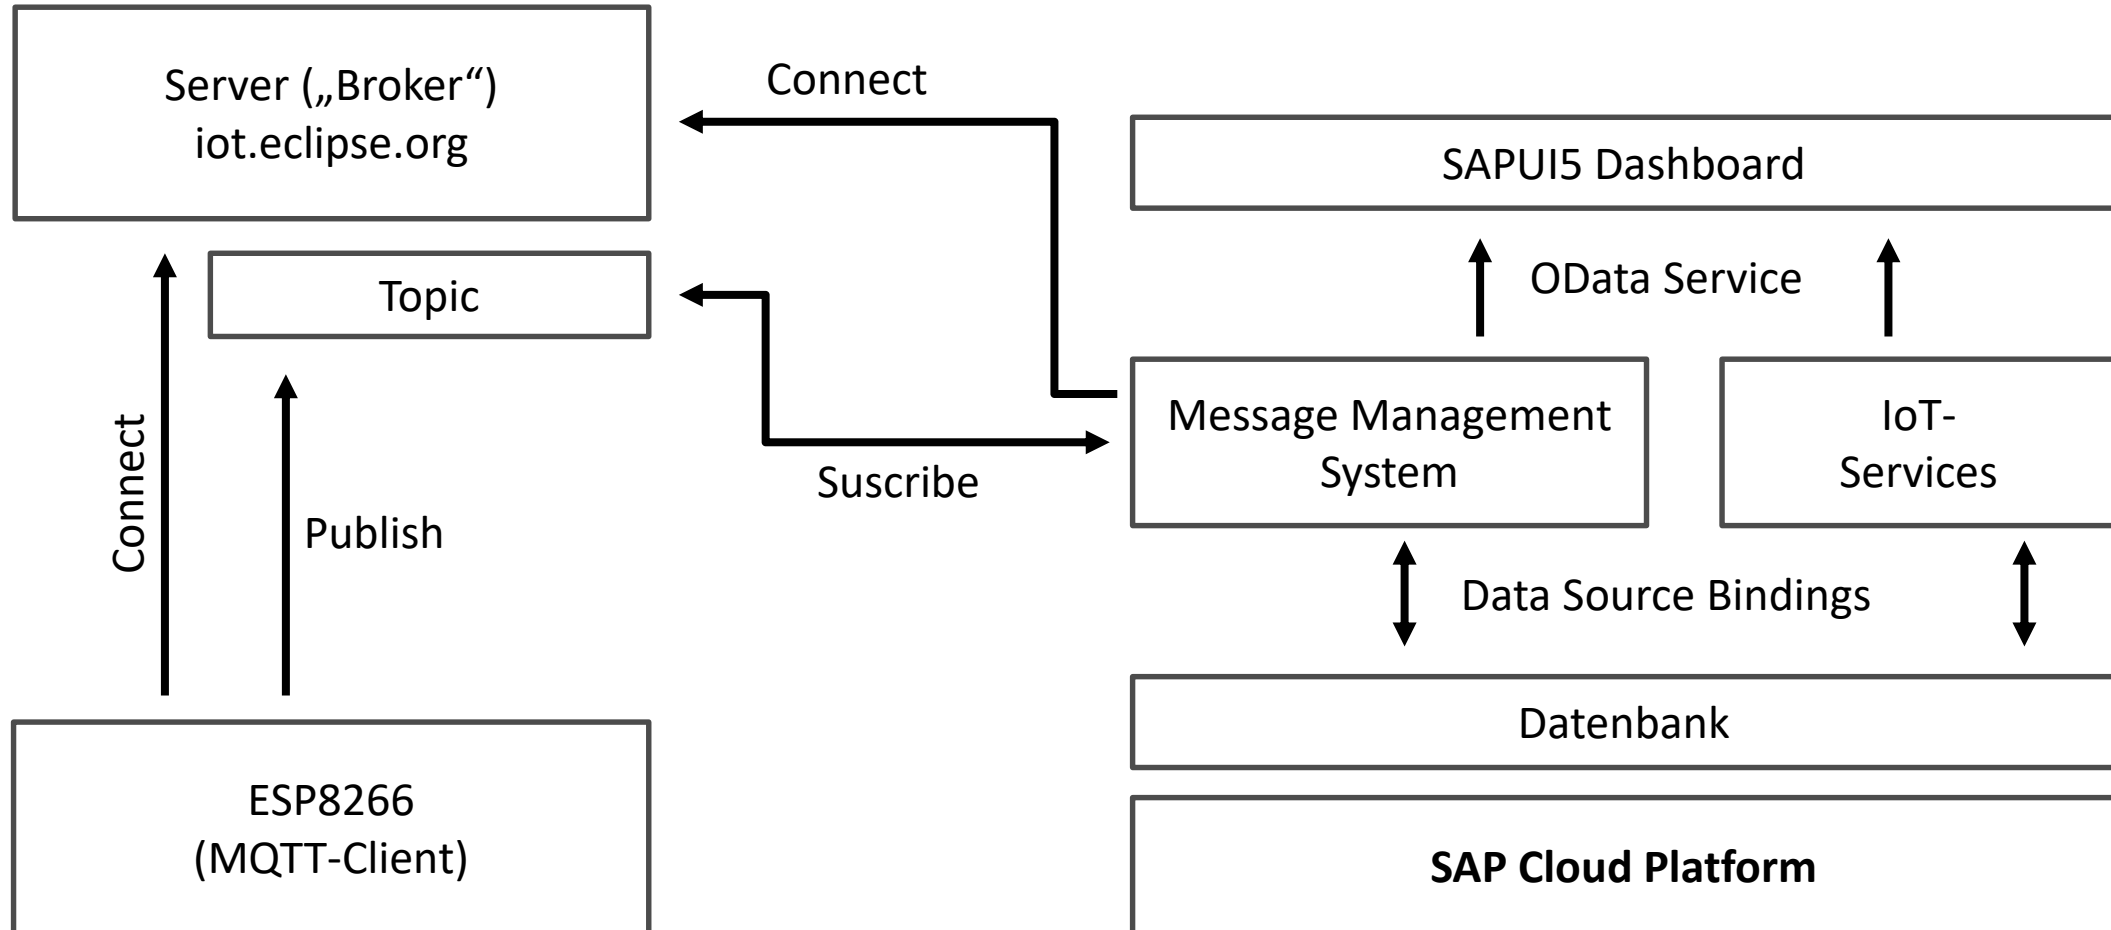 Server („Broker“)
iot.eclipse.org
Connect
SAPUI5 Dashboard
Topic
OData Service
Message Management
System
IoT-
Services
Connect
Publish
Suscribe
Data Source Bindings
Datenbank
ESP8266
(MQTT-Client)
SAP Cloud Platform